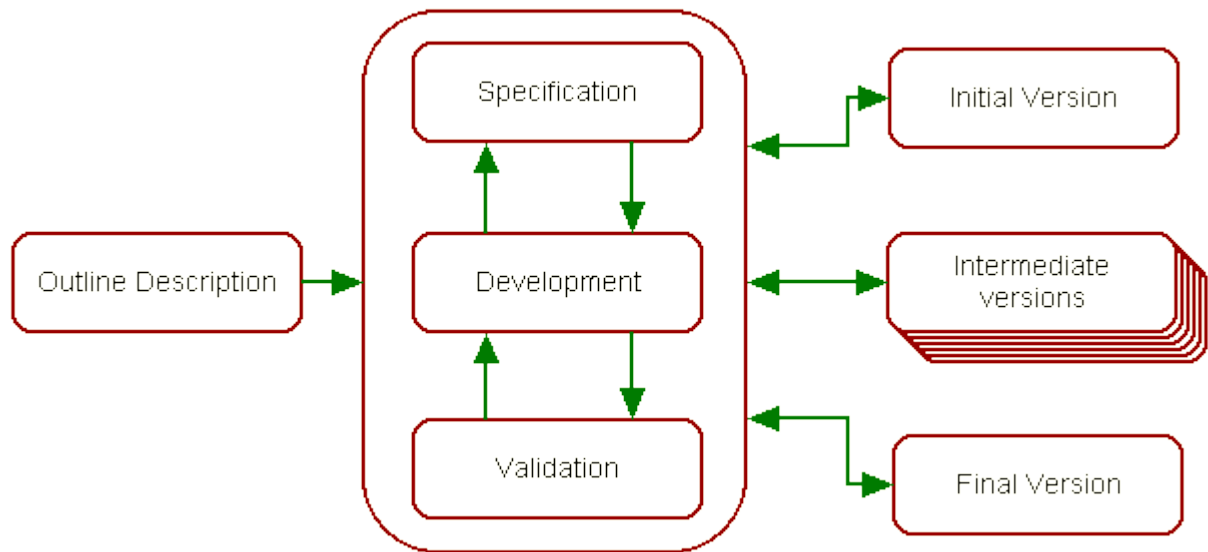 Outline Description
Specification
Development
Validation
Initial Version
Intermediate
versions
Final Version